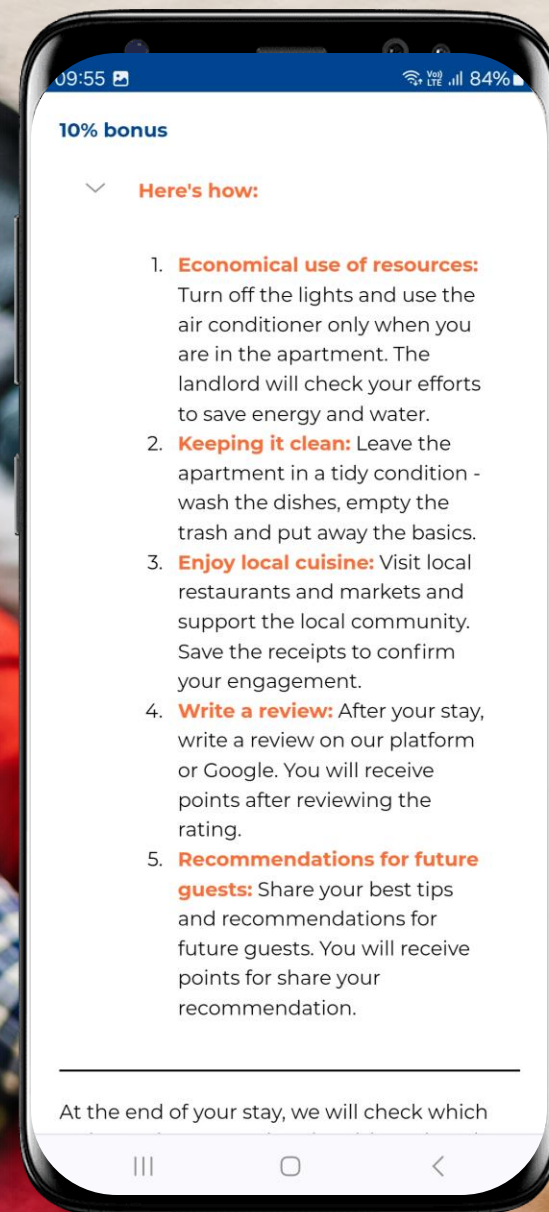 09:55
Vo) LTE 84%
10% bonus
Here's how:
1. Economical use of resources:
Turn off the lights and use the
air conditioner only when you
are in the apartment. The
landlord will check your efforts
to save energy and water.
2. Keeping it clean: Leave the
apartment in a tidy condition -
wash the dishes, empty the
trash and put away the basics.
3. Enjoy local cuisine: Visit local
restaurants and markets and
support the local community.
Save the receipts to confirm
your engagement.
4. Write a review: After your stay,
write a review on our platform
or Google. You will receive
points after reviewing the
rating.
5. Recommendations for future
guests: Share your best tips
and recommendations for
future guests. You will receive
points for share your
recommendation.
At the end of your stay, we will check which